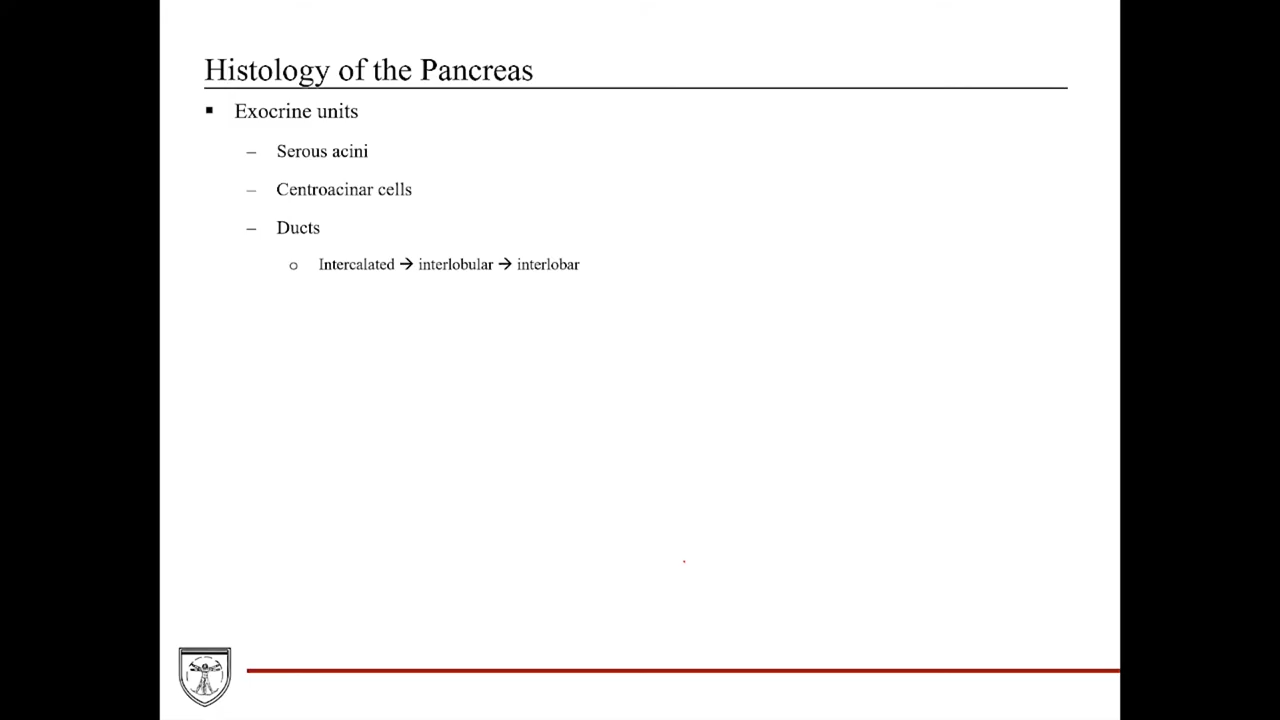 Histology of the Pancreas
▪ Exocrine units
– Serous acini
– Centroacinar cells
– Ducts
o Intercalated → interlobular → interlobar